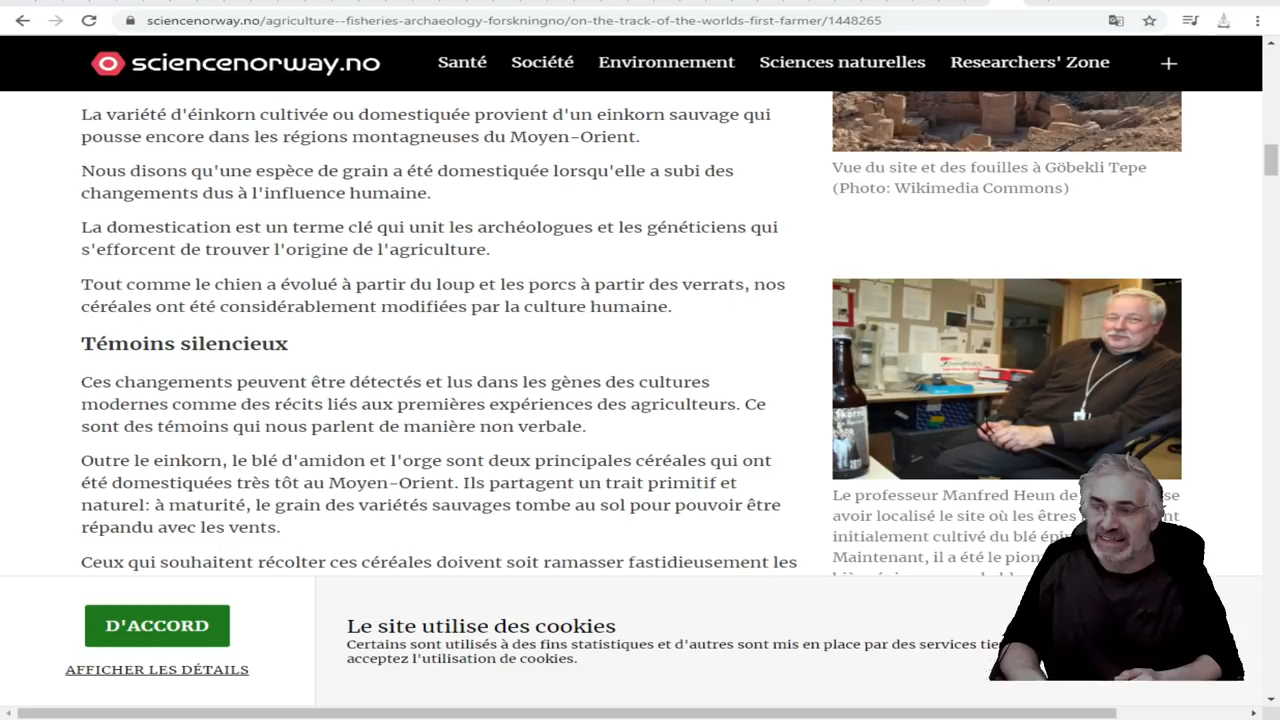 sciencenorway.no/agriculture--fisheries-archaeology-forskningno/on-the-track-of-the-worlds-first-farmer/1448265
sciencenorway.no
Santé Société Environnement Sciences naturelles Researchers' Zone +
La variété d'éinkorn cultivée ou domestiquée provient d'un einkorn sauvage qui
pousse encore dans les régions montagneuses du Moyen-Orient.
Nous disons qu'une espèce de grain a été domestiquée lorsqu'elle a subi des
changements dus à l'influence humaine.
La domestication est un terme clé qui unit les archéologues et les généticiens qui
s'efforcent de trouver l'origine de l'agriculture.
Tout comme le chien a évolué à partir du loup et les porcs à partir des verrats, nos
céréales ont été considérablement modifiées par la culture humaine.
Témoins silencieux
Ces changements peuvent être détectés et lus dans les gènes des cultures
modernes comme les récits liés aux premières expériences des agriculteurs. Ce
sont des témoins qui nous parlent de manière non verbale.
Outre le einkorn, le blé d'amidon et l'orge sont deux principales céréales qui ont
été domestiquées très tôt au Moyen-Orient. Ils partagent un trait primitif et
naturel: à maturité, le grain des variétés sauvages tombe au sol pour pouvoir être
répandu avec les vents.
Ceux qui souhaitent récolter ces céréales doivent soit ramasser fastidieusement les
Vue du site et des fouilles à Göbekli Tepe
(Photo: Wikimedia Commons)
Le professeur Manfred Heun de
avoir localisé le site où les êtres
initialement cultivé du blé
Maintenant, il a été le
D'ACCORD
AFFICHER LES DÉTAILS
Le site utilise des cookies
Certains sont utilisés à des fins statistiques et d'autres sont mis en place par des services
acceptez l'utilisation de cookies.